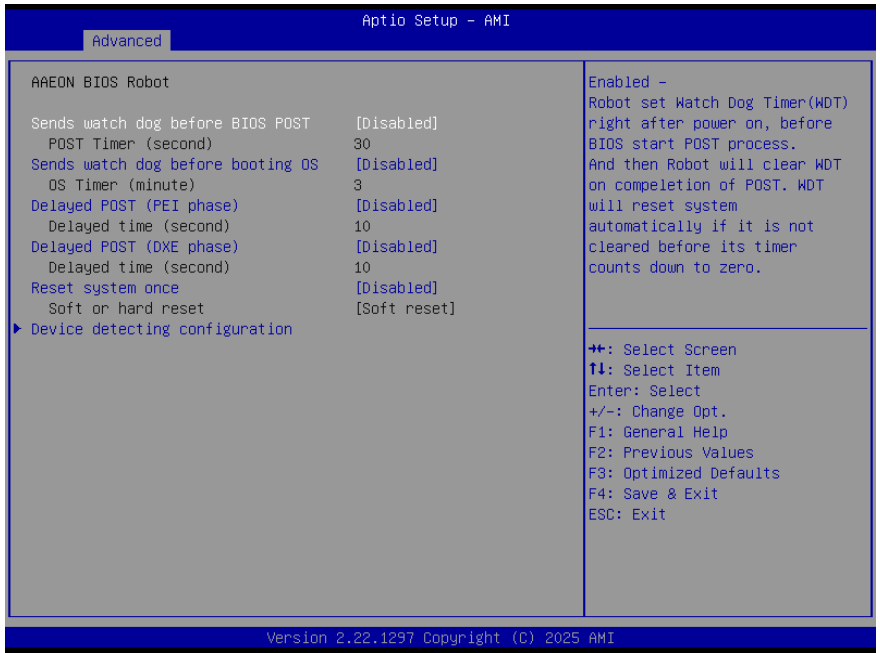 Aptio Setup – AMI
Advanced
AAEON BIOS Robot
Sends watch dog before BIOS POST [Disabled]
POST Timer (second) 30
Sends watch dog before booting OS [Disabled]
OS Timer (minute) 3
Delayed POST (PEI phase) [Disabled]
Delayed time (second) 10
Delayed POST (DXE phase) [Disabled]
Delayed time (second) 10
Reset system once [Disabled]
Soft or hard reset [Soft reset]
Device detecting configuration
Enabled –
Robot set Watch Dog Timer(WDT)
right after power on, before
BIOS start POST process.
And then Robot will clear WDT
on compeletion of POST. WDT
will reset system
automatically if it is not
cleared before its timer
counts down to zero.
→←: Select Screen
↑↓: Select Item
Enter: Select
+/-: Change Opt.
F1: General Help
F2: Previous Values
F3: Optimized Defaults
F4: Save & Exit
ESC: Exit
Version 2.22.1297 Copyright (C) 2025 AMI